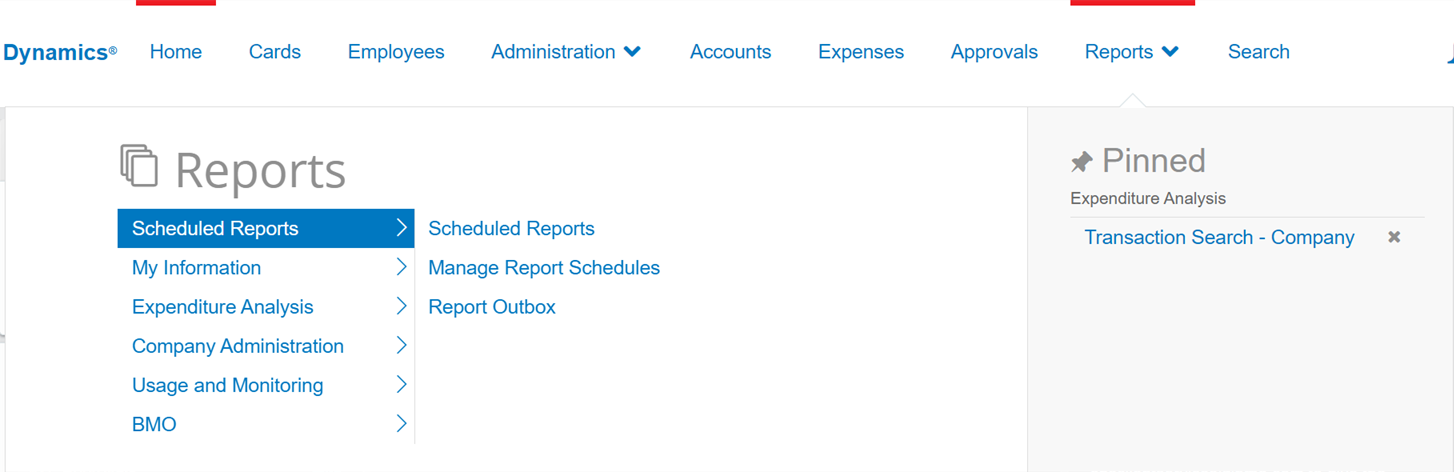 Dynamics® Home Cards Employees Administration Accounts Expenses Approvals Reports Search
Reports
Scheduled Reports
My Information
Expenditure Analysis
Company Administration
Usage and Monitoring
BMO
Scheduled Reports
Manage Report Schedules
Report Outbox
Pinned
Expenditure Analysis
Transaction Search - Company